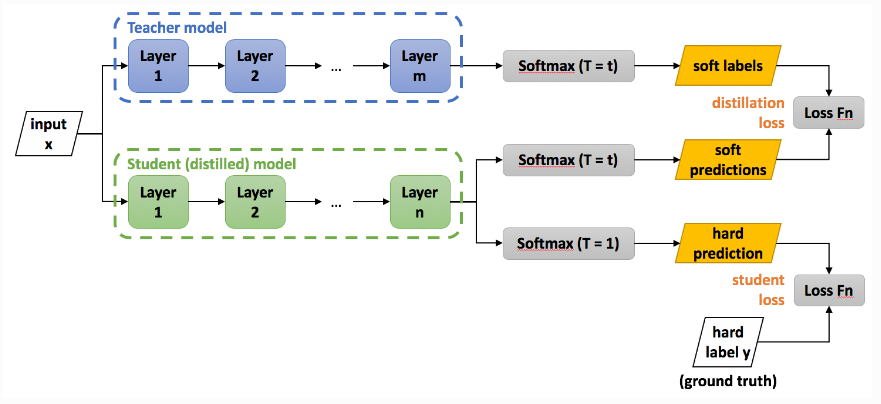 Teacher model
Layer
1
Layer
2
...
Layer
m
Softmax (T = t)
soft labels
distillation
loss
Loss Fn
input
x
Student (distilled) model
Layer
1
Layer
2
...
Layer
n
Softmax (T = t)
soft
predictions
Softmax (T = 1)
hard
prediction
student
loss
Loss Fn
hard
label y
(ground truth)